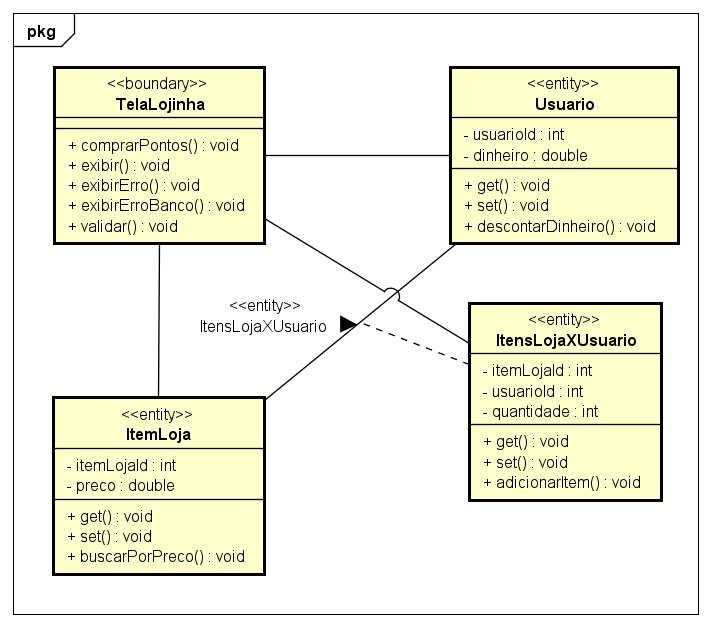 pkg
<<boundary>>
TelaLojinha
+ comprarPontos() : void
+ exibir() : void
+ exibirErro() : void
+ exibirErroBanco() : void
+ validar() : void
<<entity>>
Usuario
- usuarioId : int
- dinheiro : double
+ get() : void
+ set() : void
+ descontarDinheiro() : void
<<entity>>
ItensLojaXUsuario
<<entity>>
ItensLojaXUsuario
- itemLojaId : int
- usuarioId : int
- quantidade : int
+ get() : void
+ set() : void
+ adicionarItem() : void
<<entity>>
ItemLoja
- itemLojaId : int
- preco : double
+ get() : void
+ set() : void
+ buscarPorPreco() : void